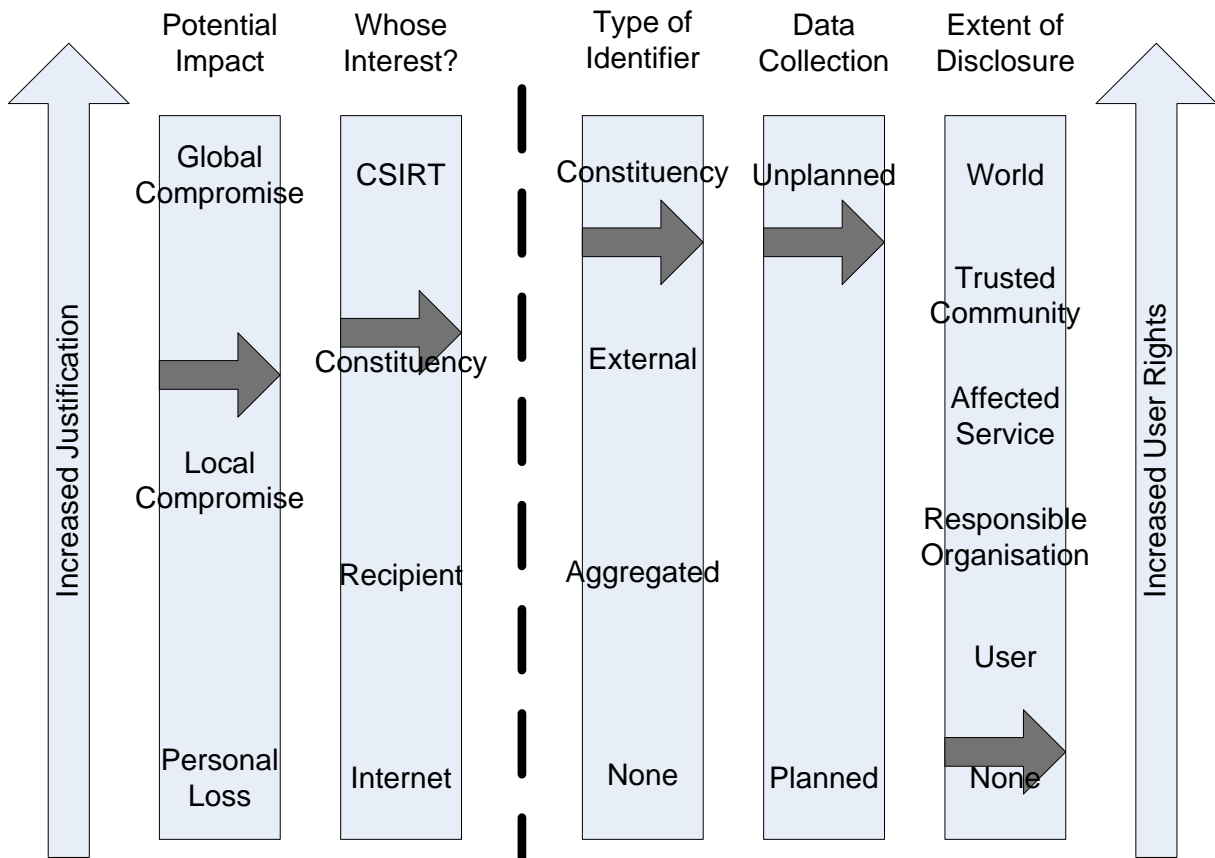 Potential
Impact
Whose
Interest?
Type of
Identifier
Data
Collection
Extent of
Disclosure
Increased Justification
Global
Compromise
Local
Compromise
Personal
Loss
CSIRT
Constituency
Recipient
Internet
Constituency
External
Aggregated
None
Unplanned
Planned
World
Trusted
Community
Affected
Service
Responsible
Organisation
User
None
Increased User Rights